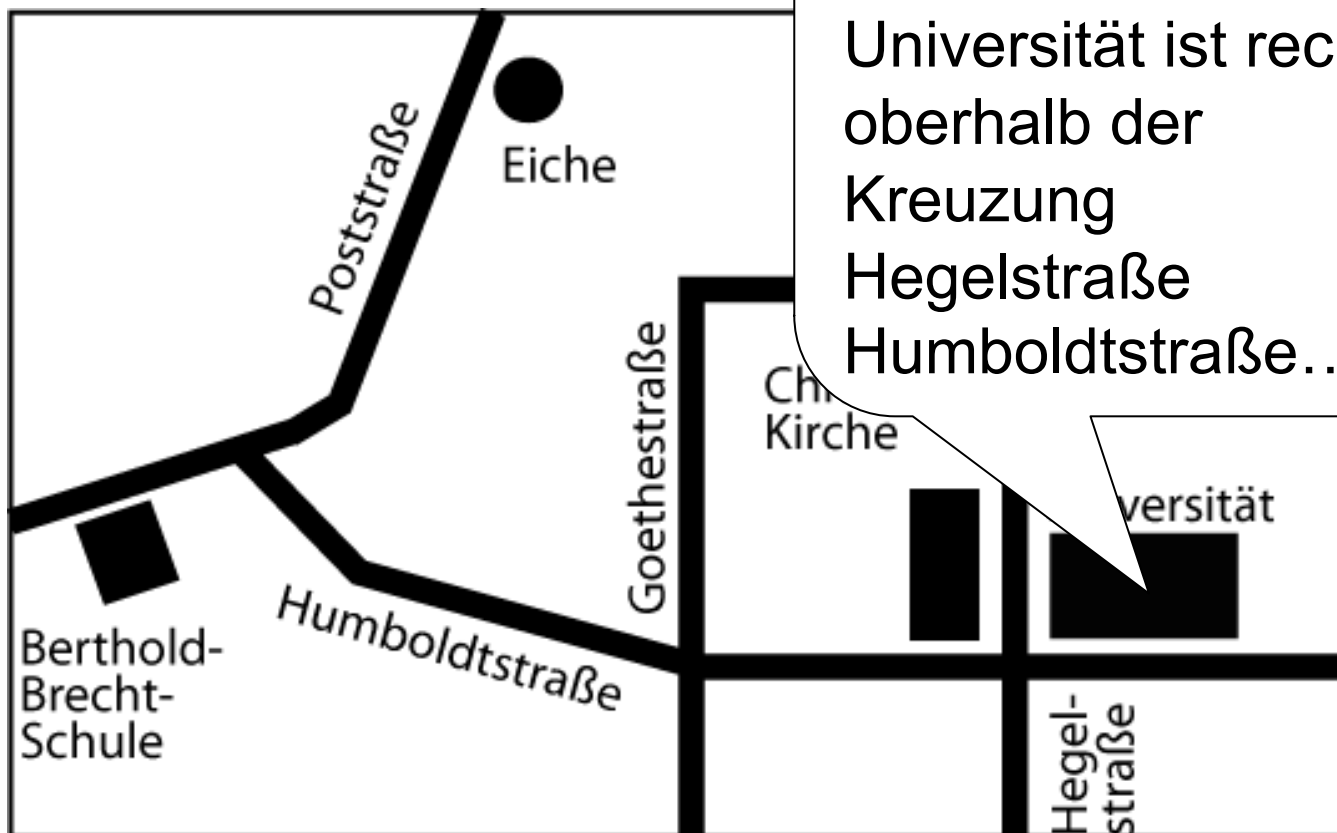 Universität ist rec
oberhalb der
Kreuzung
Hegelstraße
Humboldtstraße…
Eiche
Poststraße
Goethestraße
Kirche
versität
Humboldtstraße
Berthold-
Brecht-
Schule
Hegel-
straße